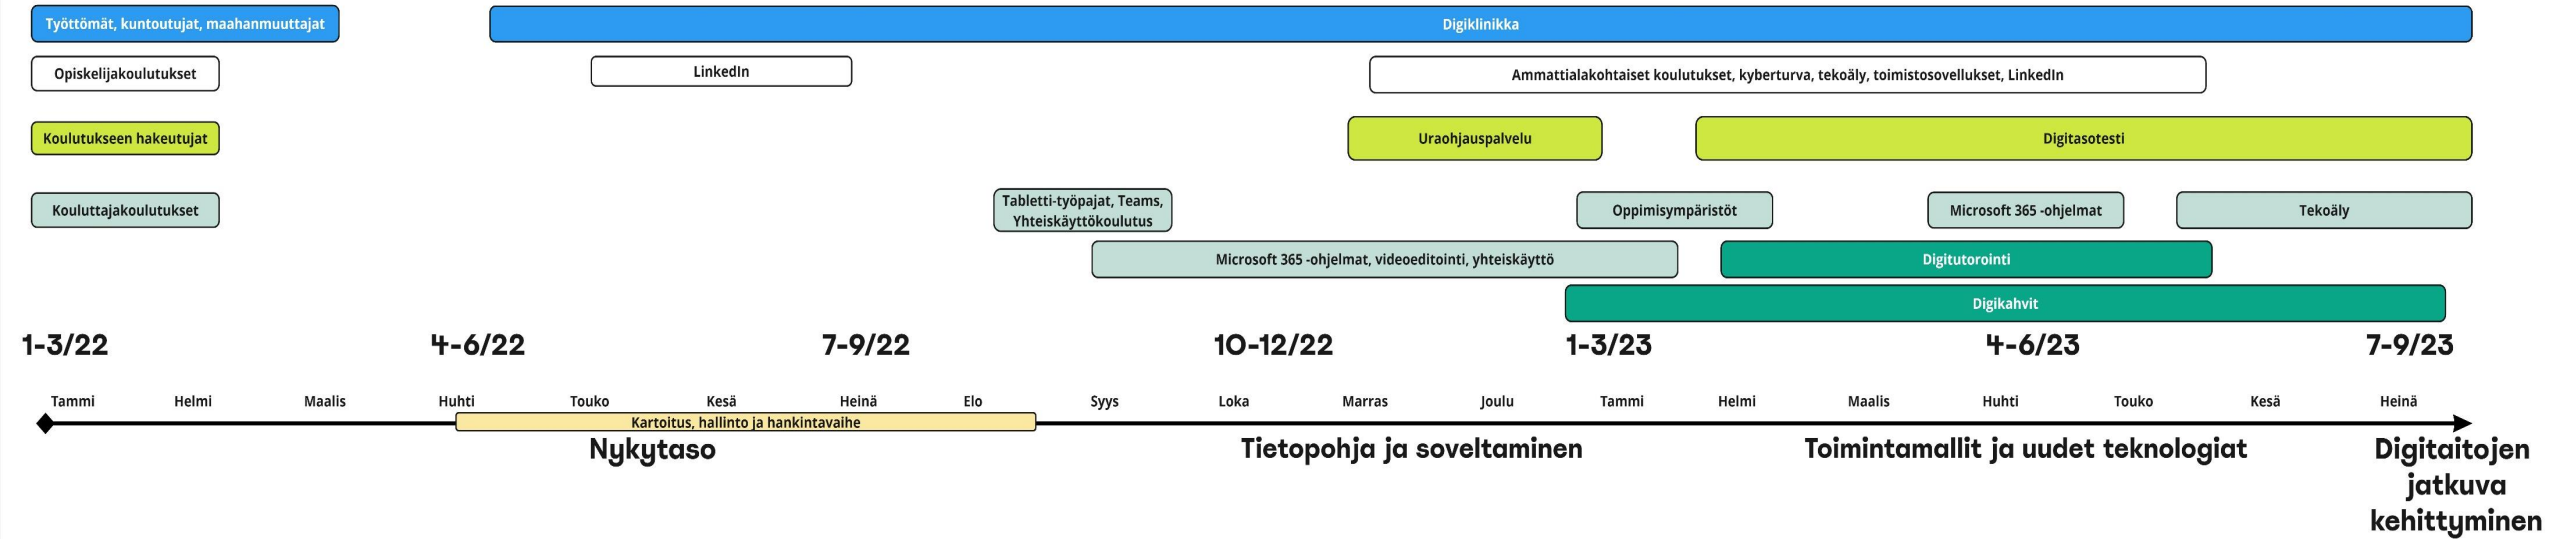 Työttömät, kuntoutujat, maahanmuuttajat
Digiklinikka
Opiskelijakoulutukset
LinkedIn
Ammattialakohtaiset koulutukset, kyberturva, tekoäly, toimistosovellukset, LinkedIn
Koulutukseen hakeutujat
Uraohjauspalvelu
Digitasotesti
Kouluttajakoulutukset
Tabletti-työpajat, Teams,
Yhteiskäyttökoulutus
Oppimisympäristöt
Microsoft 365 -ohjelmat
Tekoäly
Microsoft 365 -ohjelmat, videoeditointi, yhteiskäyttö
Digitutorointi
Digikahvit
1-3/22
4-6/22
7-9/22
10-12/22
1-3/23
4-6/23
7-9/23
Tammi
Helmi
Maalis
Huhti
Touko
Kesä
Heinä
Elo
Syys
Loka
Marras
Joulu
Tammi
Helmi
Maalis
Huhti
Touko
Kesä
Heinä
Kartoitus, hallinto ja hankintavaihe
Nykytaso
Tietopohja ja soveltaminen
Toimintamallit ja uudet teknologiat
Digitaitojen
jatkuva
kehittyminen